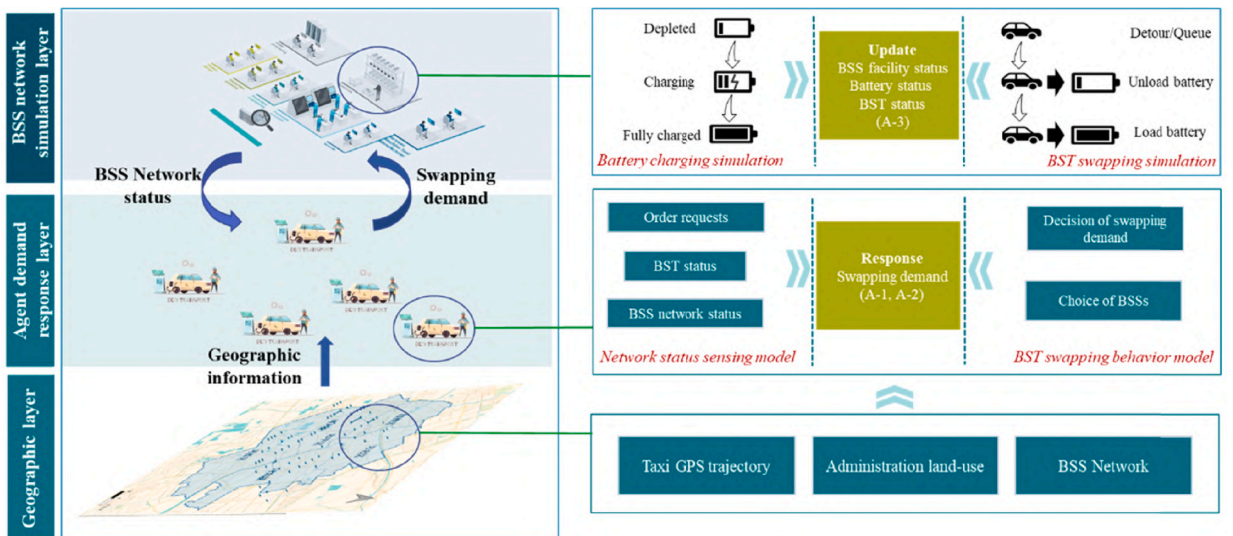 BSS network
simulation layer
Agent demand
response layer
Geographic layer
BSS Network
status
Swapping
demand
Geographic
information
Depleted
Charging
Fully charged
Battery charging simulation
Update
BSS facility status
Battery status
BST status
(A-3)
Detour/Queue
Unload battery
Load battery
BST swapping simulation
Order requests
BST status
BSS network status
Network status sensing model
Response
Swapping demand
(A-1, A-2)
Decision of swapping
demand
Choice of BSSs
BST swapping behavior model
Taxi GPS trajectory
Administration land-use
BSS Network